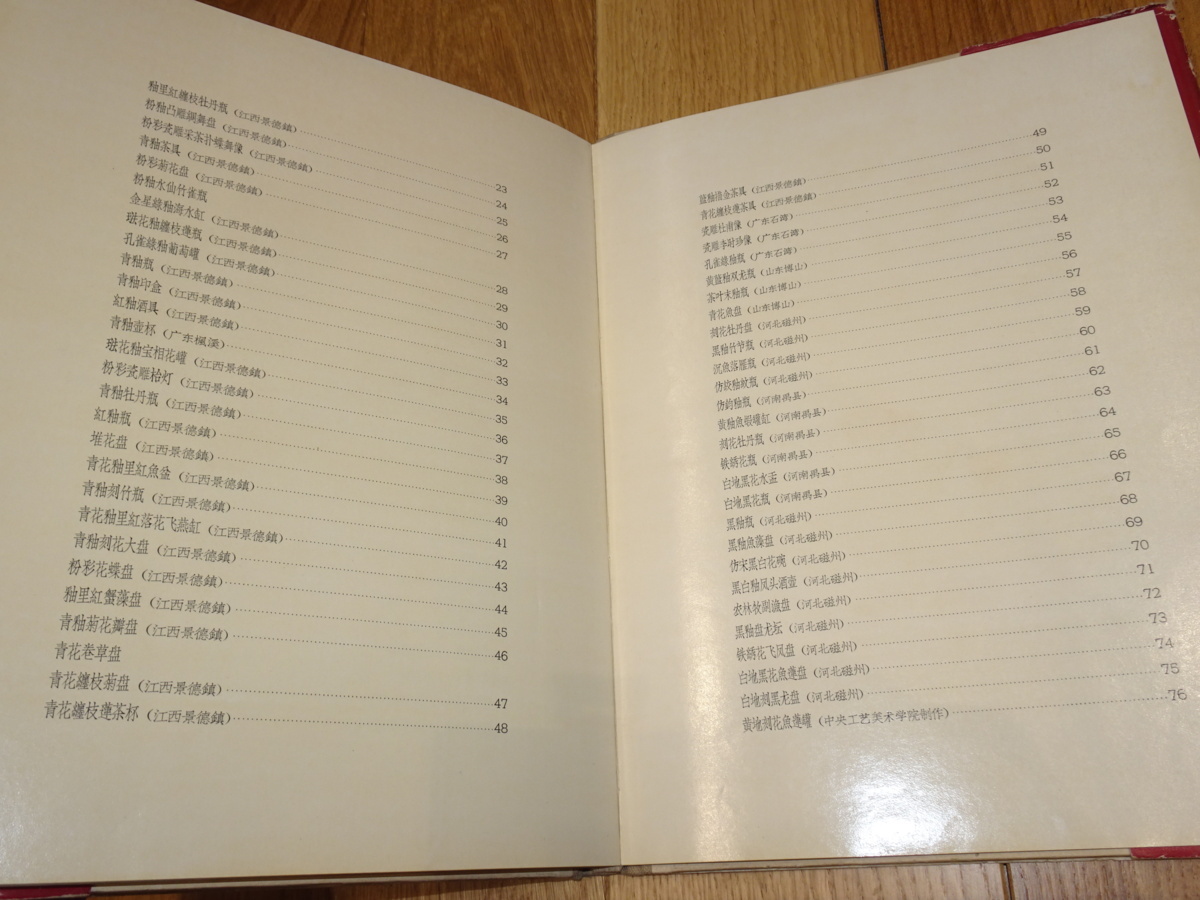 釉里紅纏枝牡丹瓶（江西景德鎮）23
粉釉凸雕綢舞盘（江西景德鎮）24
粉彩瓷雕采茶扑蝶舞像（江西景德鎮）25
青釉茶具（江西景德鎮）26
粉彩菊花盘（江西景德鎮）27
粉釉水仙竹雀瓶
金星綠釉海水缸（江西景德鎮）28
珐花釉纏枝蓮瓶（江西景德鎮）29
孔雀綠釉葡萄罐（江西景德鎮）30
青釉瓶（江西景德鎮）31
青釉印盒（江西景德鎮）32
紅釉酒具（江西景德鎮）33
青釉壶杯（广东楓溪）34
珐花釉宝相花罐（江西景德鎮）35
粉彩瓷雕枱灯（江西景德鎮）36
青釉牡丹瓶（江西景德鎮）37
紅釉瓶（江西景德鎮）38
堆花盘（江西景德鎮）39
青花釉里紅魚盆（江西景德鎮）40
青釉刻竹瓶（江西景德鎮）41
青花釉里紅落花飞燕缸（江西景德鎮）42
青釉刻花大盘（江西景德鎮）43
粉彩花蝶盘（江西景德鎮）44
釉里紅蟹藻盘（江西景德鎮）45
青釉菊花瓣盘（江西景德鎮）46
青花卷草盘
青花纏枝菊盘（江西景德鎮）47
青花纏枝蓮茶杯（江西景德鎮）48
蓝釉描金茶具（江西景德鎮）49
青花纏枝蓮茶具（江西景德鎮）50
瓷雕杜甫像（广东石湾）51
瓷雕李时珍像（广东石湾）52
孔雀綠釉瓶（广东石湾）53
黄蓝釉双龙瓶（山东博山）54
茶叶末釉瓶（山东博山）55
青花魚盘（山东博山）56
刻花牡丹盘（河北磁州）57
黑釉竹节瓶（河北磁州）58
沉魚落雁瓶（河北磁州）59
仿绞釉紋瓶（河北磁州）60
仿鈞釉瓶（河南禹县）61
黄釉魚蝦罐缸（河南禹县）62
刻花牡丹瓶（河南禹县）63
铁綉花瓶（河南禹县）64
白地黑花水盂（河南禹县）65
白地黑花瓶（河南禹县）66
黑釉瓶（河北磁州）67
黑釉魚藻盘（河北磁州）68
仿宋黑白花碗（河北磁州）69
黑白釉凤头酒壶（河北磁州）70
农林牧副漁盘（河北磁州）71
黑釉盘龙坛（河北磁州）72
铁綉花飞凤盘（河北磁州）73
白地黑花魚蓮盘（河北磁州）74
白地刻黑龙盘（河北磁州）75
黄地刻花魚蓮罐（中央工艺美术学院制作）76